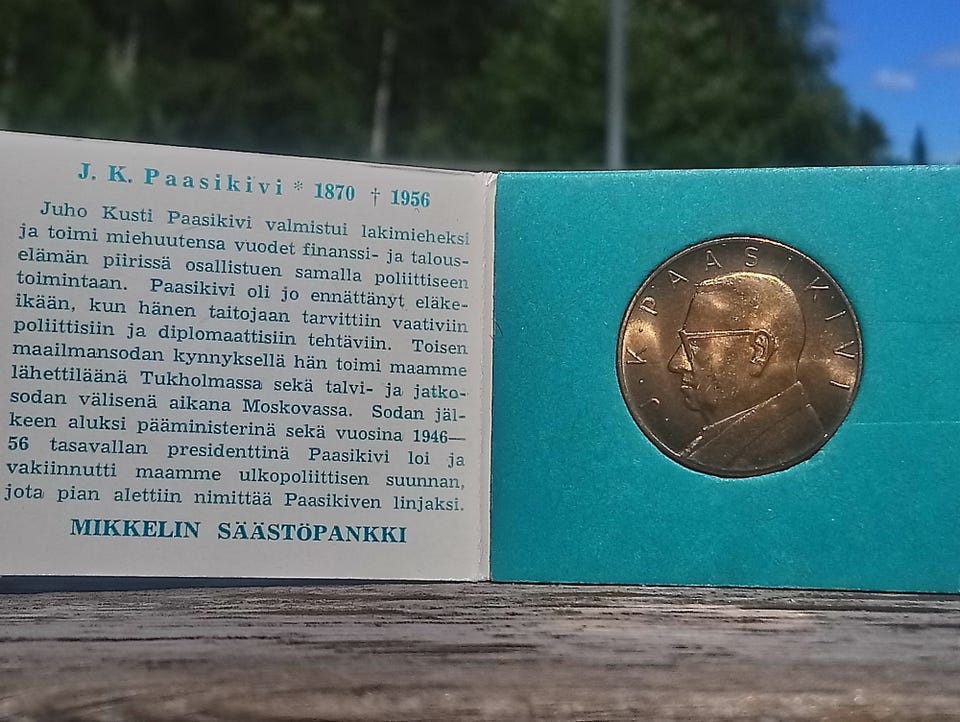 J. K. Paasikivi * 1870 † 1956
Juho Kusti Paasikivi valmistui lakimieheksi
ja toimi miehuutensa vuodet finanssi- ja talous-
elämän piirissä osallistuen samalla poliittiseen
toimintaan. Paasikivi oli jo ennättänyt eläke-
ikään, kun hänen taitojaan tarvittiin vaativiin
poliittisiin ja diplomaattisiin tehtäviin. Toisen
maailmansodan kynnyksellä hän toimi maamme
lähettiläänä Tukholmassa sekä talvi- ja jatko-
sodan välisenä aikana Moskovassa. Sodan jäl-
keen aluksi pääministerinä sekä vuosina 1946—
56 tasavallan presidenttinä Paasikivi loi ja
vakiinnutti maamme ulkopoliittisen suunnan,
jota pian alettiin nimittää Paasikiven linjaksi.
MIKKELIN SÄÄSTÖPANKKI
J·K·PAASIKIVI